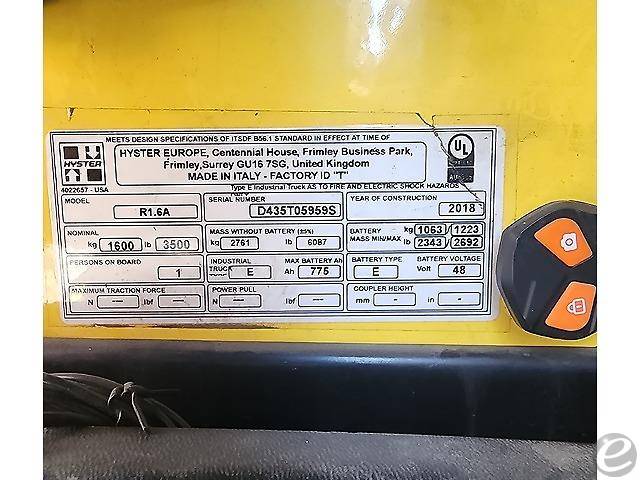 MEETS DESIGN SPECIFICATIONS OF ITSDF B56.1 STANDARD IN EFFECT AT TIME OF
HYSTER
4022657 - USA
HYSTER EUROPE, Centennial House, Frimley Business Park,
Frimley,Surrey GU16 7SG, United Kingdom
MADE IN ITALY - FACTORY ID "T"
UL
Type E Industrial Truck AS TO FIRE AND ELECTRIC SHOCK HAZARDS
MODEL R1.6A SERIAL NUMBER D435T05959S YEAR OF CONSTRUCTION 2018
NOMINAL kg 1600 lb 3500 MASS WITHOUT BATTERY (±5%) kg 2761 lb 6087 BATTERY MASS MIN/MAX kg 1063 / 1223 lb 2343 / 2692
PERSONS ON BOARD 1 INDUSTRIAL TRUCK E MAX BATTERY Ah Ah 775 BATTERY TYPE E BATTERY VOLTAGE Volt 48
MAXIMUM TRACTION FORCE N --- lbf --- POWER PULL N --- lbf --- COUPLER HEIGHT mm - in -
e